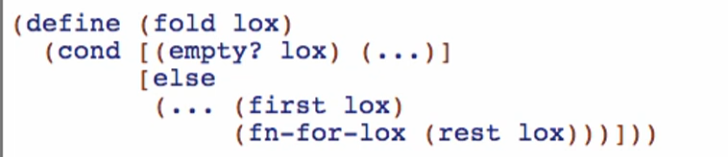 (define (fold lox)
(cond [(empty? lox) (...)]
[else
(... (first lox)
(fn-for-lox (rest lox)))]))